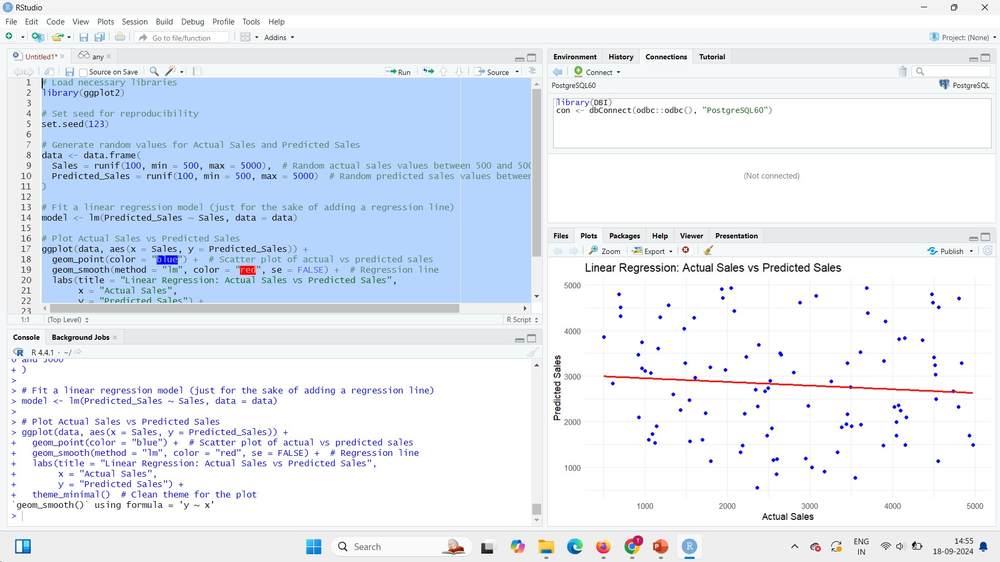 RStudio
File Edit Code View Plots Session Build Debug Profile Tools Help
Go to file/function Addins Project: (None)
Untitled1* any
Source on Save Run Source
1 # Load necessary libraries
2 library(ggplot2)
3
4 # Set seed for reproducibility
5 set.seed(123)
6
7 # Generate random values for Actual Sales and Predicted Sales
8 data <- data.frame(
9 Sales = runif(100, min = 500, max = 5000), # Random actual sales values between 500 and 500
10 Predicted_Sales = runif(100, min = 500, max = 5000) # Random predicted sales values between
11 )
12
13 # Fit a linear regression model (just for the sake of adding a regression line)
14 model <- lm(Predicted_Sales ~ Sales, data = data)
15
16 # Plot Actual Sales vs Predicted Sales
17 ggplot(data, aes(x = Sales, y = Predicted_Sales)) +
18 geom_point(color = "blue") + # Scatter plot of actual vs predicted sales
19 geom_smooth(method = "lm", color = "red", se = FALSE) + # Regression line
20 labs(title = "Linear Regression: Actual Sales vs Predicted Sales",
21 x = "Actual Sales",
22 y = "Predicted Sales") +
23
1:1 (Top Level) R Script
Console Background Jobs
R 4.4.1 · ~/
0 and 5000
+ )
>
> # Fit a linear regression model (just for the sake of adding a regression line)
> model <- lm(Predicted_Sales ~ Sales, data = data)
>
> # Plot Actual Sales vs Predicted Sales
> ggplot(data, aes(x = Sales, y = Predicted_Sales)) +
+ geom_point(color = "blue") + # Scatter plot of actual vs predicted sales
+ geom_smooth(method = "lm", color = "red", se = FALSE) + # Regression line
+ labs(title = "Linear Regression: Actual Sales vs Predicted Sales",
+ x = "Actual Sales",
+ y = "Predicted Sales") +
+ theme_minimal() # Clean theme for the plot
`geom_smooth()` using formula = 'y ~ x'
>
Environment History Connections Tutorial
Connect
PostgreSQL60 PostgreSQL
library(DBI)
con <- dbConnect(odbc::odbc(), "PostgreSQL60")
(Not connected)
Files Plots Packages Help Viewer Presentation
Zoom Export Publish
Linear Regression: Actual Sales vs Predicted Sales
5000
4000
3000
2000
1000
Predicted Sales
1000 2000 3000 4000 5000
Actual Sales
Search
T
ENG
IN
14:55
18-09-2024